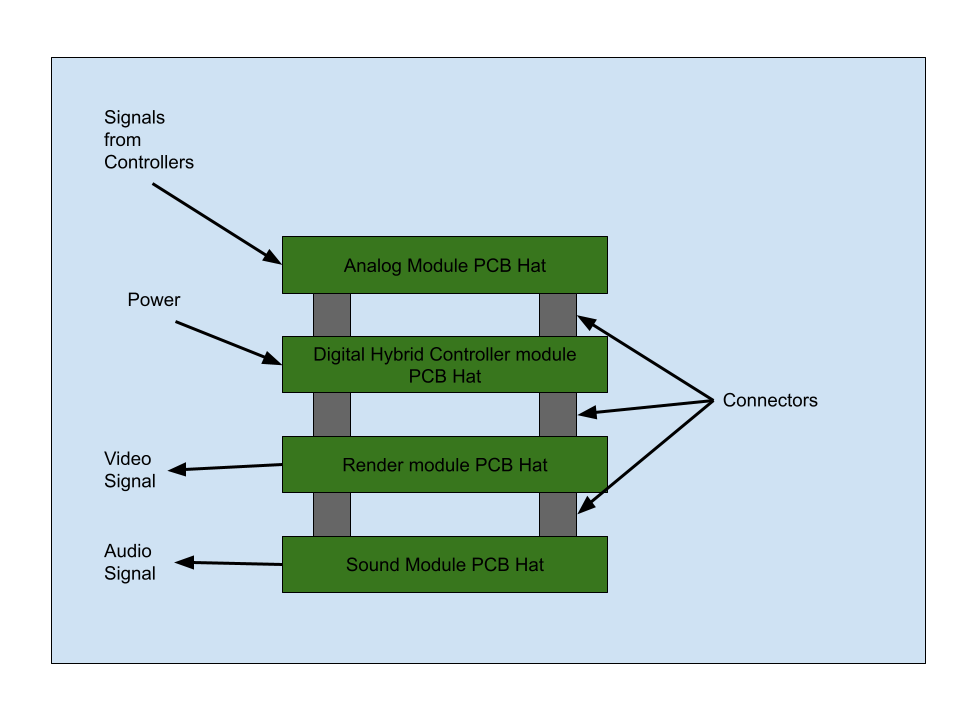 Signals
from
Controllers
Analog Module PCB Hat
Power
Digital Hybrid Controller module
PCB Hat
Connectors
Video
Signal
Render module PCB Hat
Audio
Signal
Sound Module PCB Hat